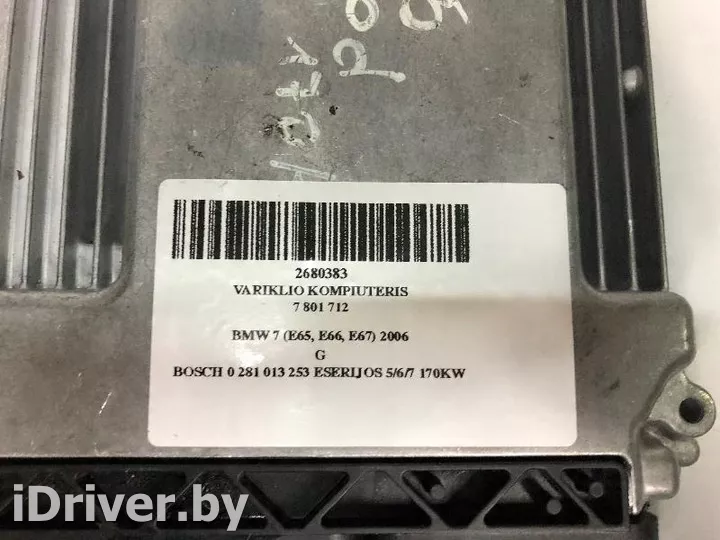 2680383
VARIKLIO KOMPIUTERIS
7 801 712
BMW 7 (E65, E66, E67) 2006
G
BOSCH 0 281 013 253 ESERIJOS 5/6/7 170KW
iDriver.by